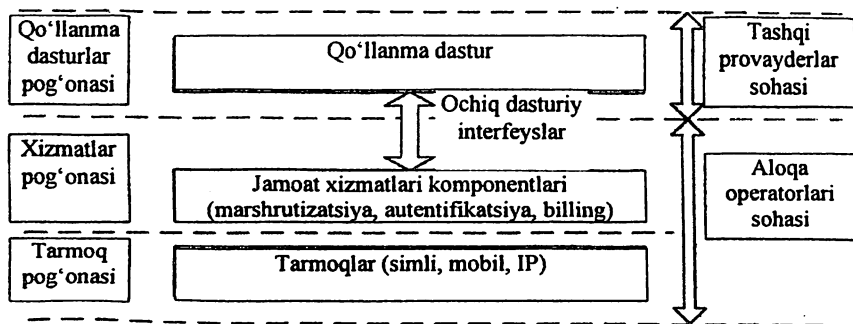 Qo‘llanma
dasturlar
pog‘onasi
Qo‘llanma dastur
Tashqi
provayderlar
sohasi
Ochiq dasturiy
interfeyslar
Xizmatlar
pog‘onasi
Jamoat xizmatlari komponentlari
(marshrutizatsiya, autentifikatsiya, billing)
Aloqa
operatorlari
sohasi
Tarmoq
pog‘onasi
Tarmoqlar (simli, mobil, IP)